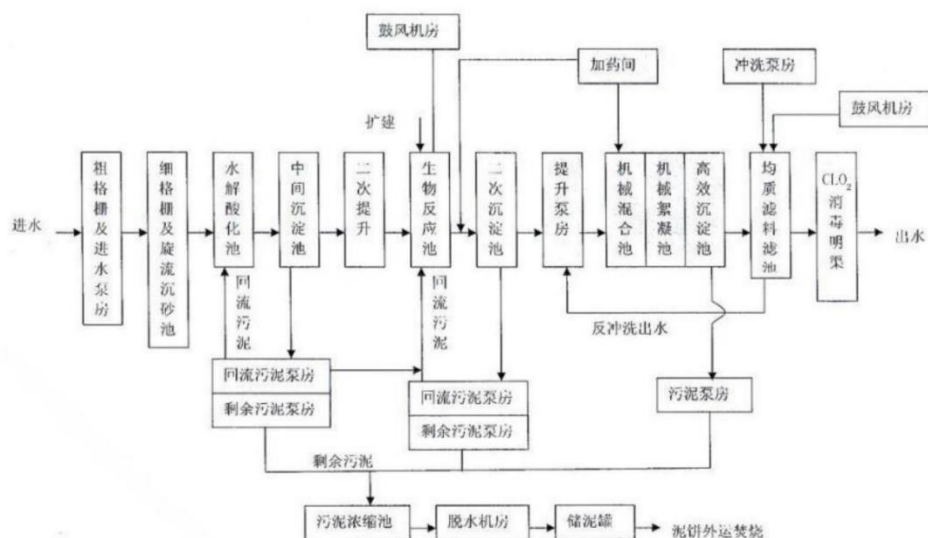 鼓风机房
加药间
冲洗泵房
鼓风机房
扩建
进水
粗格栅及进水泵房
细格栅及旋流沉砂池
水解酸化池
中间沉淀池
二次提升
生物反应池
二次沉淀池
提升泵房
机械混合池
机械絮凝池
高效沉淀池
均质滤料滤池
CLO₂消毒明渠
出水
回流污泥
回流污泥
反冲洗出水
回流污泥泵房
剩余污泥泵房
回流污泥泵房
剩余污泥泵房
污泥泵房
剩余污泥
污泥浓缩池
脱水机房
储泥罐
泥饼外运焚烧